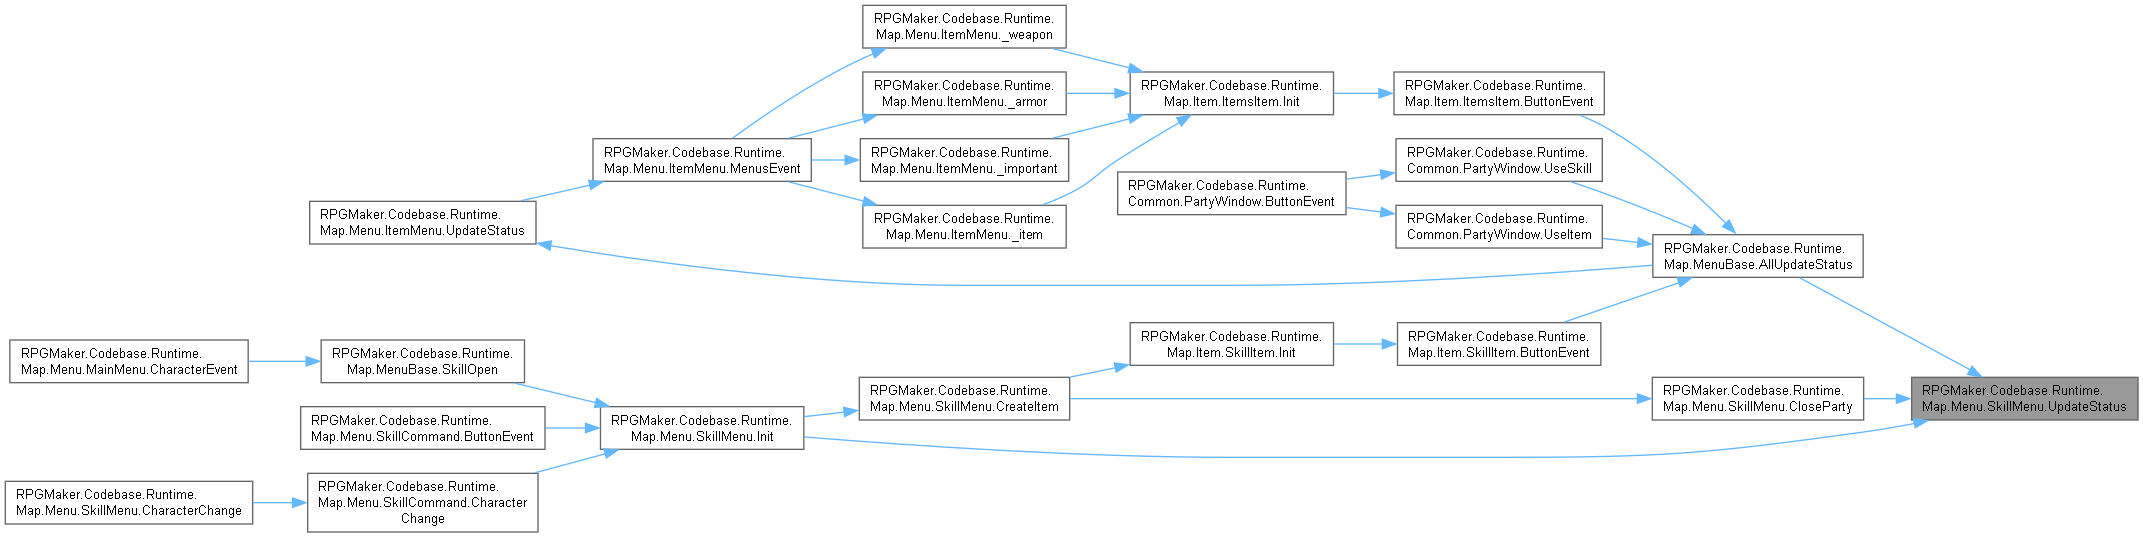 RPGMaker.Codebase.Runtime.
Map.Menu.ItemMenu._weapon
RPGMaker.Codebase.Runtime.
Map.Menu.ItemMenu._armor
RPGMaker.Codebase.Runtime.
Map.Item.ItemsItem.Init
RPGMaker.Codebase.Runtime.
Map.Item.ItemsItem.ButtonEvent
RPGMaker.Codebase.Runtime.
Map.Menu.ItemMenu.MenusEvent
RPGMaker.Codebase.Runtime.
Map.Menu.ItemMenu._important
RPGMaker.Codebase.Runtime.
Common.PartyWindow.UseSkill
RPGMaker.Codebase.Runtime.
Common.PartyWindow.ButtonEvent
RPGMaker.Codebase.Runtime.
Map.Menu.ItemMenu.UpdateStatus
RPGMaker.Codebase.Runtime.
Map.Menu.ItemMenu._item
RPGMaker.Codebase.Runtime.
Common.PartyWindow.UseItem
RPGMaker.Codebase.Runtime.
Map.MenuBase.AllUpdateStatus
RPGMaker.Codebase.Runtime.
Map.Item.SkillItem.Init
RPGMaker.Codebase.Runtime.
Map.Item.SkillItem.ButtonEvent
RPGMaker.Codebase.Runtime.
Map.Menu.MainMenu.CharacterEvent
RPGMaker.Codebase.Runtime.
Map.MenuBase.SkillOpen
RPGMaker.Codebase.Runtime.
Map.Menu.SkillMenu.CreateItem
RPGMaker.Codebase.Runtime.
Map.Menu.SkillMenu.CloseParty
RPGMaker.Codebase.Runtime.
Map.Menu.SkillMenu.UpdateStatus
RPGMaker.Codebase.Runtime.
Map.Menu.SkillCommand.ButtonEvent
RPGMaker.Codebase.Runtime.
Map.Menu.SkillMenu.Init
RPGMaker.Codebase.Runtime.
Map.Menu.SkillMenu.CharacterChange
RPGMaker.Codebase.Runtime.
Map.Menu.SkillCommand.Character
Change